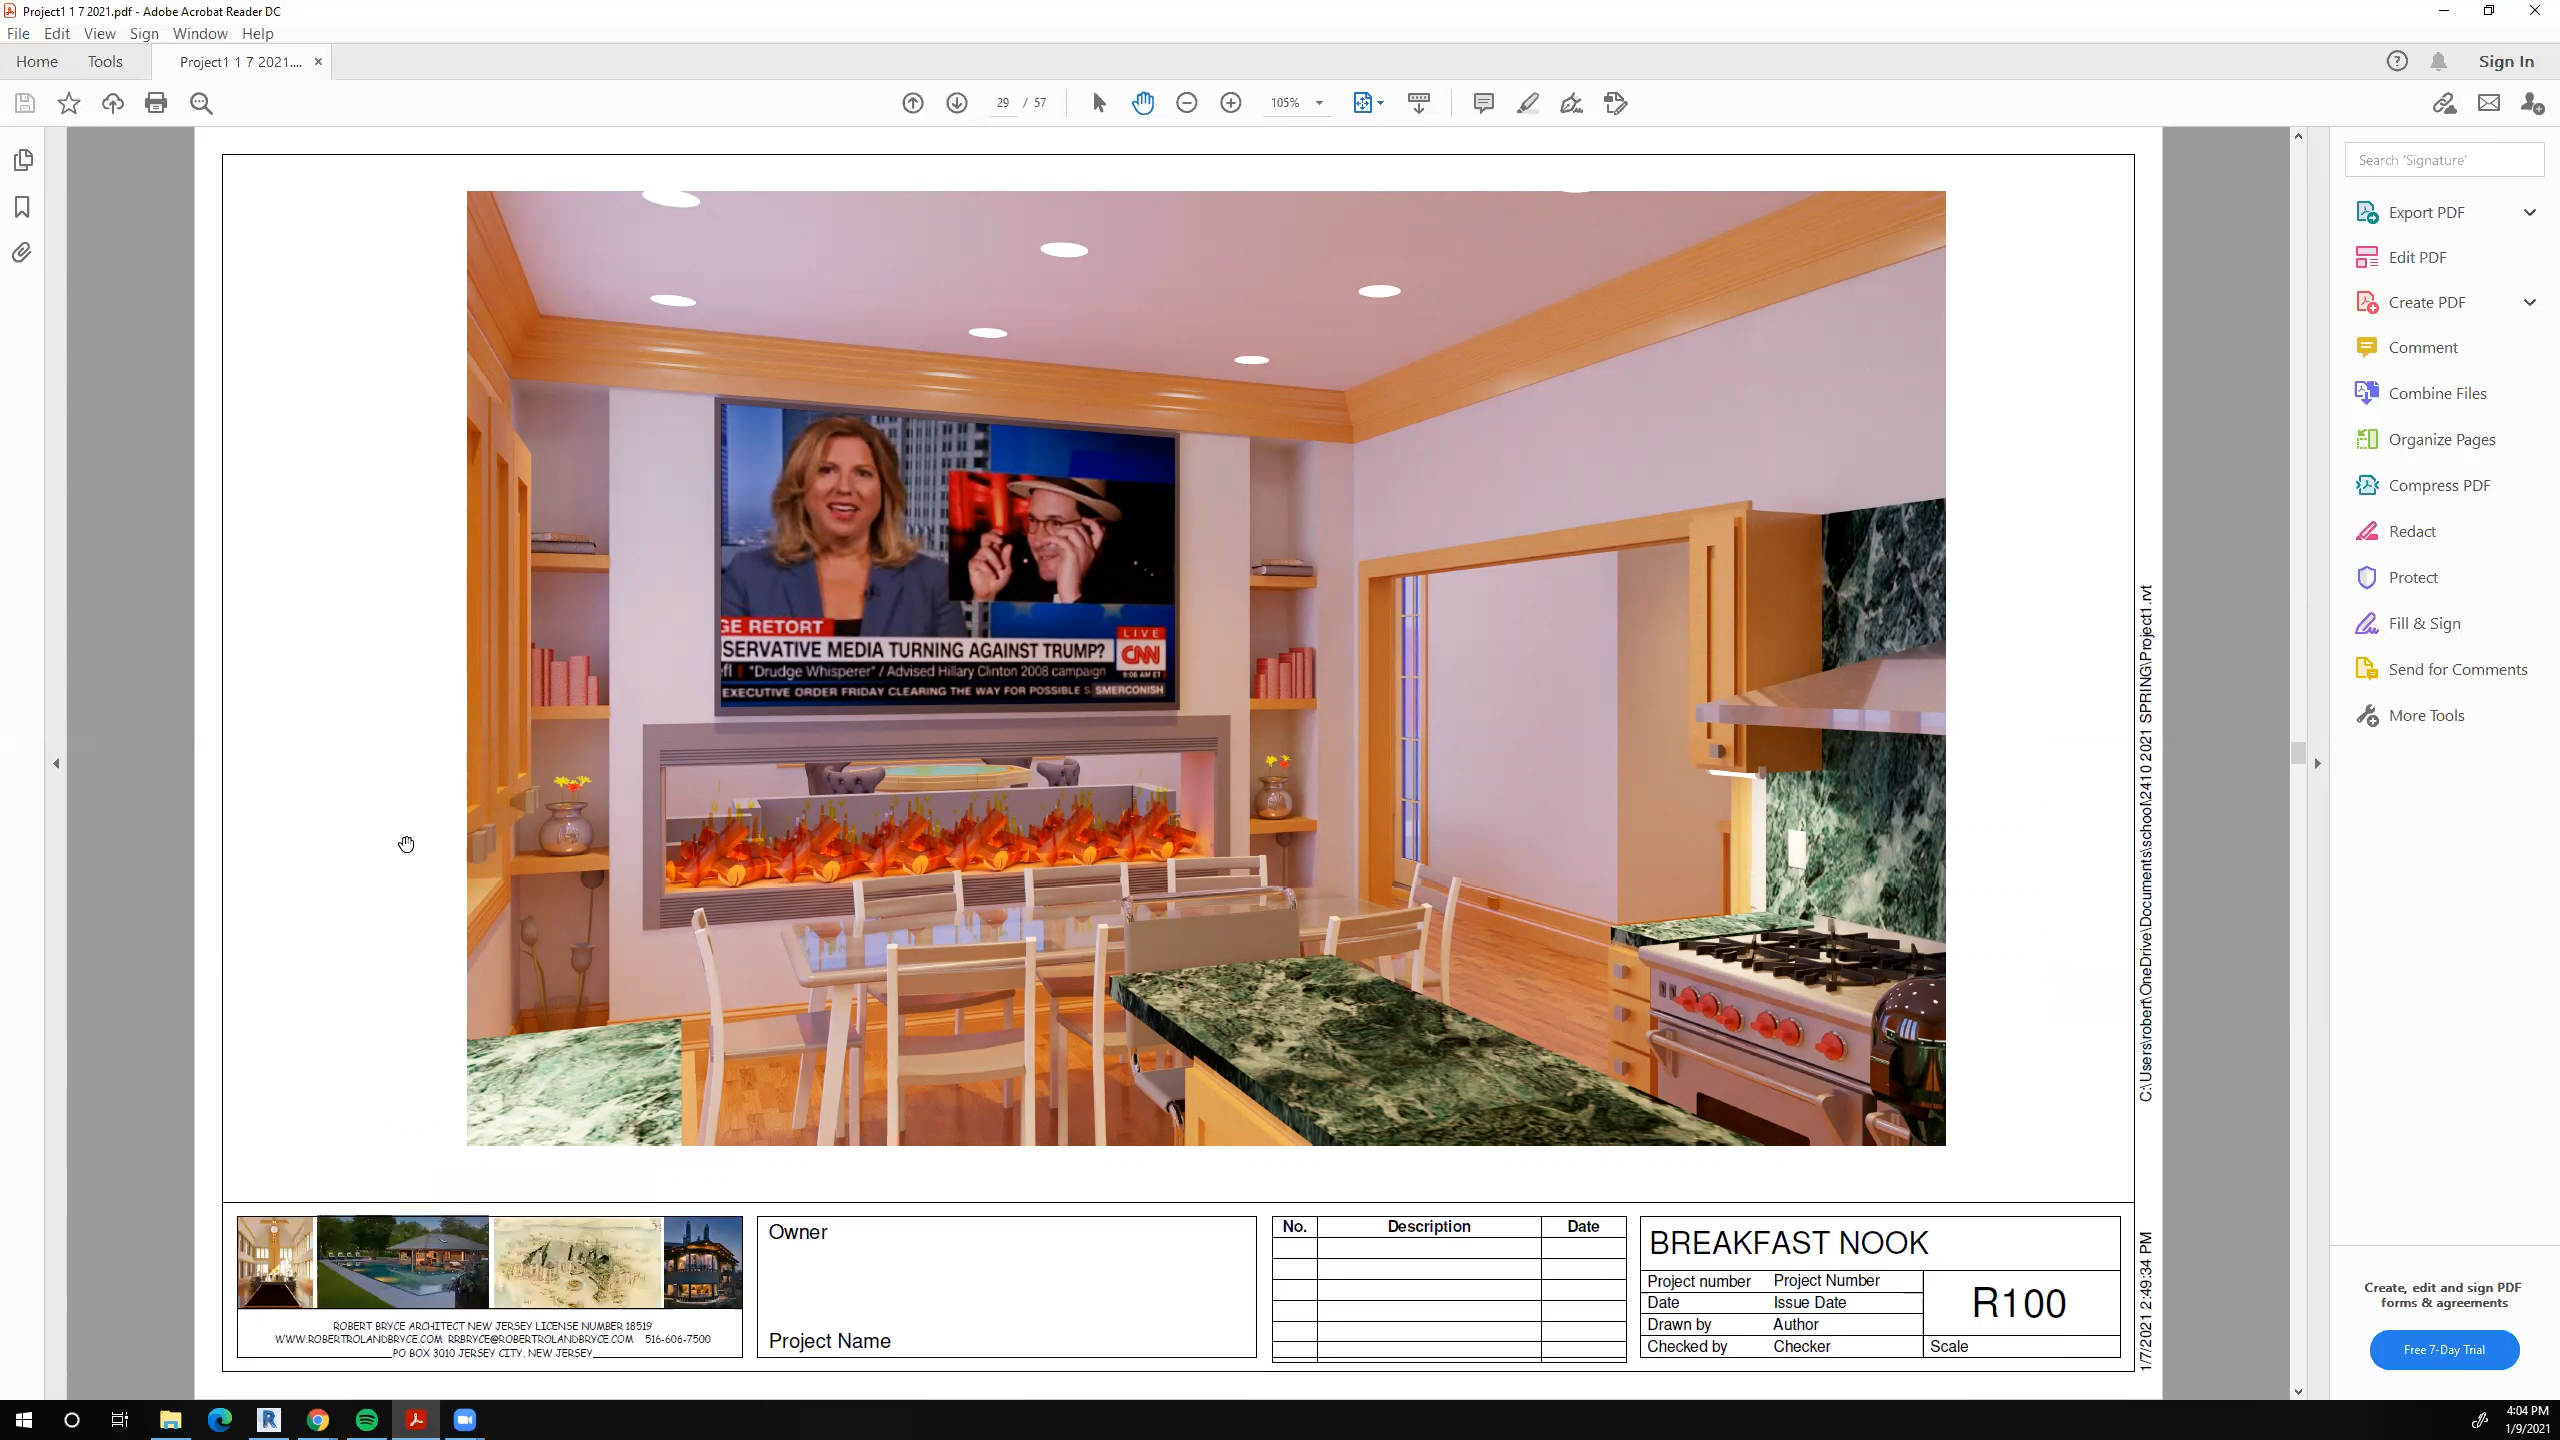 Project1 1 7 2021.pdf - Adobe Acrobat Reader DC
File Edit View Sign Window Help
Home Tools Project1 1 7 2021.... × Sign In
29 / 57 105%
Search 'Signature'
Export PDF
Edit PDF
Create PDF
Comment
Combine Files
Organize Pages
Compress PDF
Redact
Protect
Fill & Sign
Send for Comments
More Tools
GE RETORT
SERVATIVE MEDIA TURNING AGAINST TRUMP?
LIVE
CNN
"Drudge Whisperer" / Advised Hillary Clinton 2008 campaign
9:06 AM ET
EXECUTIVE ORDER FRIDAY CLEARING THE WAY FOR POSSIBLE S SMERCONISH
C:\Users\robert\OneDrive\Documents\school\2410 2021 SPRING\Project1.rvt
1/7/2021 2:49:34 PM
ROBERT BRYCE ARCHITECT NEW JERSEY LICENSE NUMBER 18519
WWW.ROBERTROLANDBRYCE.COM RRBRYCE@ROBERTROLANDBRYCE.COM 516-606-7500
PO BOX 3010 JERSEY CITY, NEW JERSEY
Owner
Project Name
No. Description Date
BREAKFAST NOOK
Project number Project Number
Date Issue Date
Drawn by Author
Checked by Checker
R100
Scale
Create, edit and sign PDF
forms & agreements
Free 7-Day Trial
4:04 PM
1/9/2021